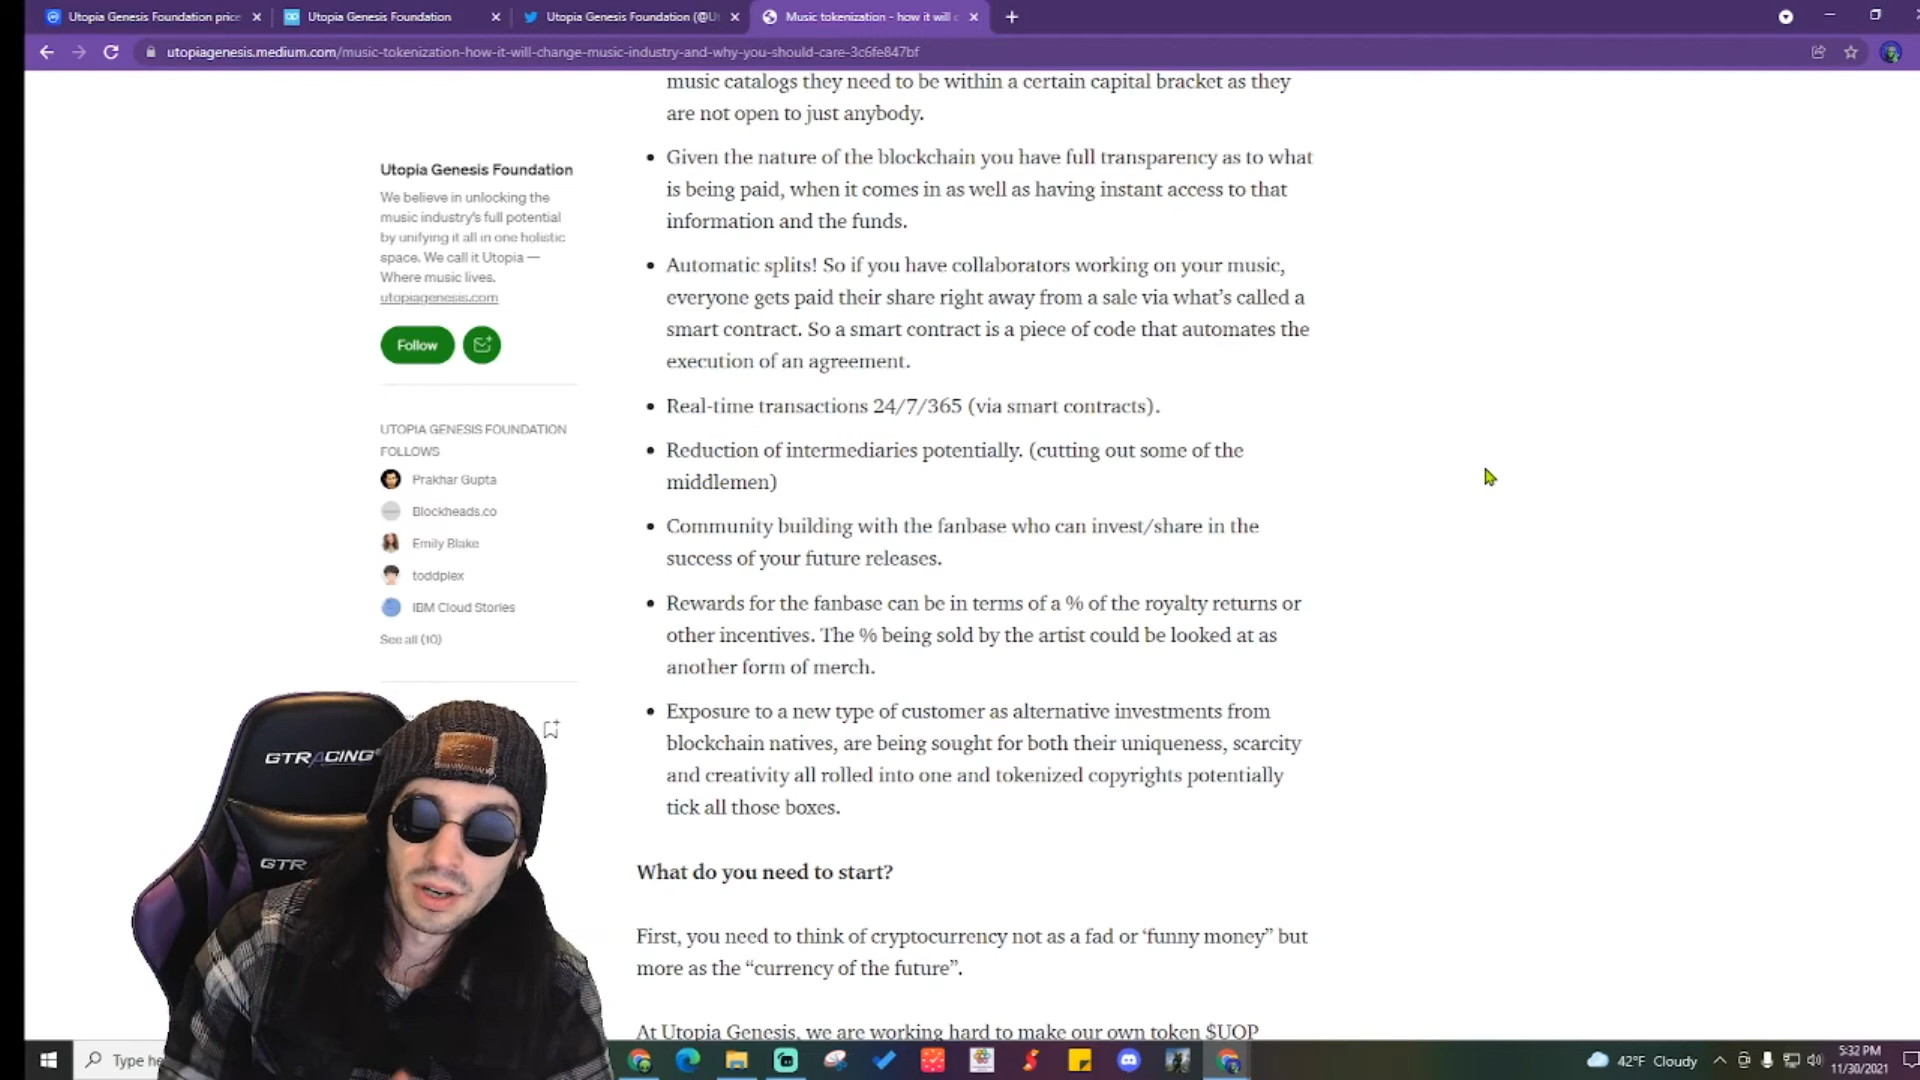 Utopia Genesis Foundation price
Utopia Genesis Foundation
Utopia Genesis Foundation (@U
Music tokenization - how it will c
utopiagenesis.medium.com/music-tokenization-how-it-will-change-music-industry-and-why-you-should-care-3c6fe847bf
music catalogs they need to be within a certain capital bracket as they
are not open to just anybody.
Given the nature of the blockchain you have full transparency as to what
is being paid, when it comes in as well as having instant access to that
information and the funds.
Automatic splits! So if you have collaborators working on your music,
everyone gets paid their share right away from a sale via what's called a
smart contract. So a smart contract is a piece of code that automates the
execution of an agreement.
Real-time transactions 24/7/365 (via smart contracts).
Reduction of intermediaries potentially. (cutting out some of the
middlemen)
Community building with the fanbase who can invest/share in the
success of your future releases.
Rewards for the fanbase can be in terms of a % of the royalty returns or
other incentives. The % being sold by the artist could be looked at as
another form of merch.
Exposure to a new type of customer as alternative investments from
blockchain natives, are being sought for both their uniqueness, scarcity
and creativity all rolled into one and tokenized copyrights potentially
tick all those boxes.
What do you need to start?
First, you need to think of cryptocurrency not as a fad or 'funny money" but
more as the "currency of the future".
At Utopia Genesis, we are working hard to make our own token $UOP
Utopia Genesis Foundation
We believe in unlocking the
music industry's full potential
by unifying it all in one holistic
space. We call it Utopia —
Where music lives.
utopiagenesis.com
Follow
UTOPIA GENESIS FOUNDATION
FOLLOWS
Prakhar Gupta
Blockheads.co
Emily Blake
toddplex
IBM Cloud Stories
See all (10)
GTRACING
GTR
Type he
42°F Cloudy
5:32 PM
11/30/2021